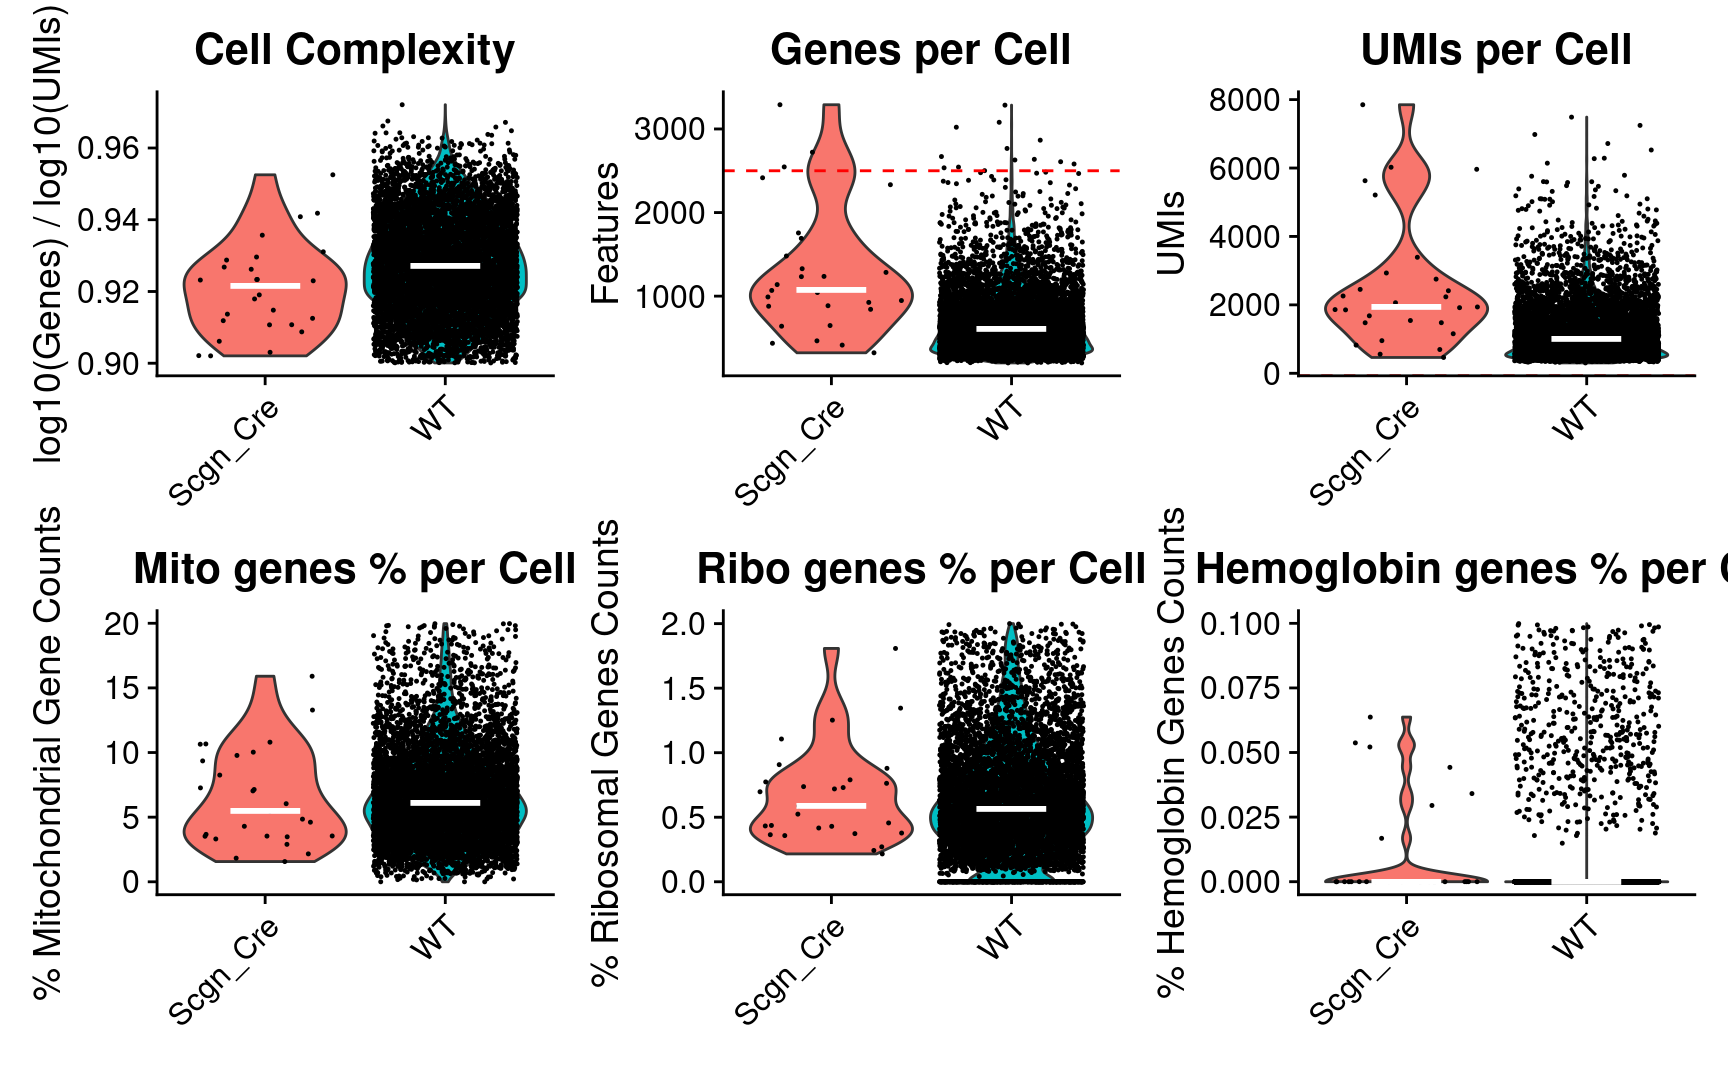 Cell Complexity
log10(Genes) / log10(UMIs)
0.96
0.94
0.92
0.90
Scgn_Cre
WT
Genes per Cell
Features
3000
2000
1000
Scgn_Cre
WT
UMIs per Cell
UMIs
8000
6000
4000
2000
0
Scgn_Cre
WT
Mito genes % per Cell
% Mitochondrial Gene Counts
20
15
10
5
0
Scgn_Cre
WT
Ribo genes % per Cell
% Ribosomal Genes Counts
2.0
1.5
1.0
0.5
0.0
Scgn_Cre
WT
Hemoglobin genes % per C
% Hemoglobin Genes Counts
0.100
0.075
0.050
0.025
0.000
Scgn_Cre
WT